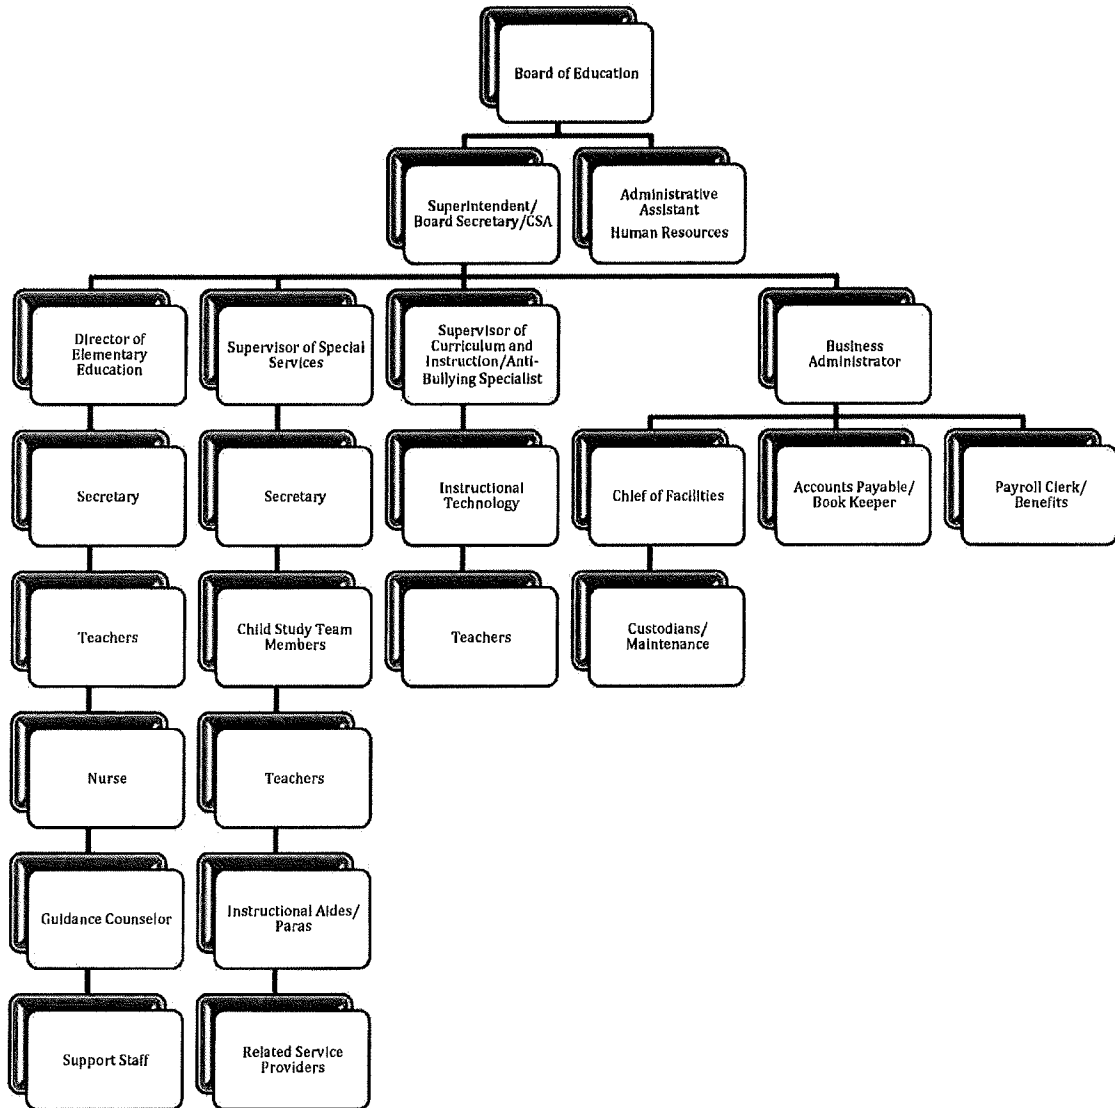 Board of Education
Superintendent/
Board Secretary/CSA
Administrative
Assistant
Human Resources
Director of
Elementary
Education
Supervisor of Special
Services
Supervisor of
Curriculum and
Instruction/Anti-
Bullying Specialist
Business
Administrator
Secretary
Secretary
Instructional
Technology
Chief of Facilities
Accounts Payable/
Book Keeper
Payroll Clerk/
Benefits
Teachers
Child Study Team
Members
Teachers
Custodians/
Maintenance
Nurse
Teachers
Guidance Counselor
Instructional Aides/
Paras
Support Staff
Related Service
Providers